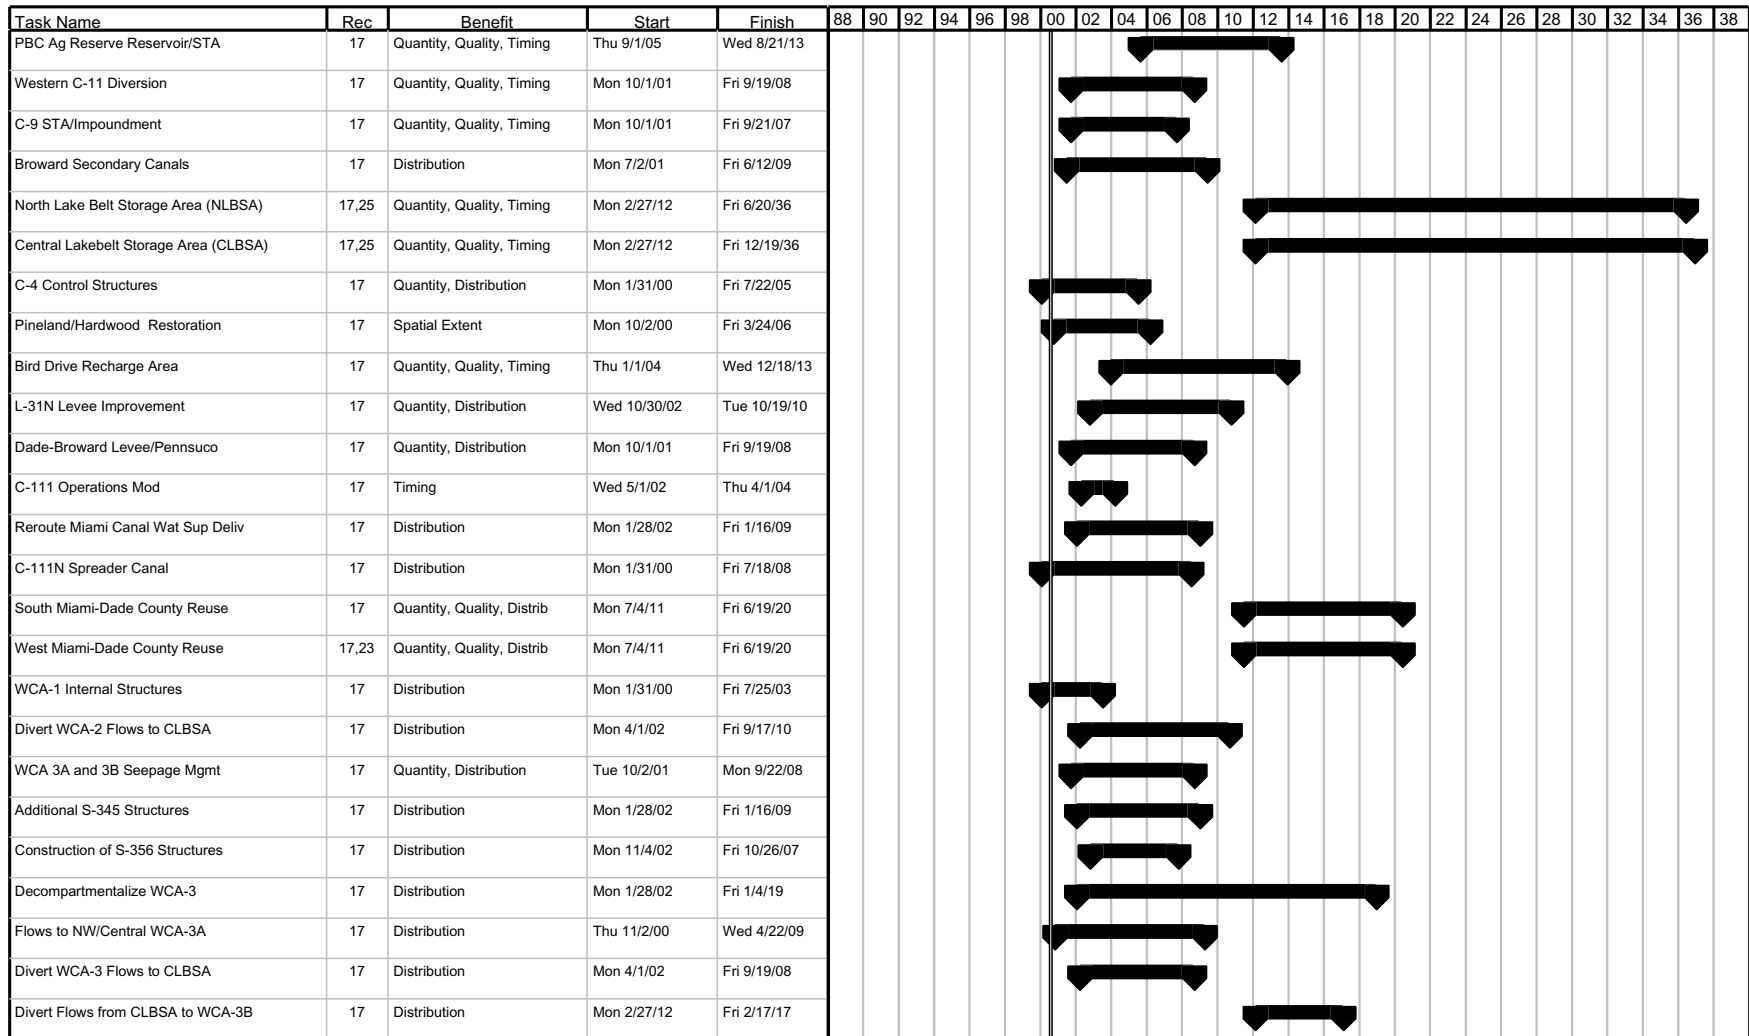 Task Name Rec Benefit Start Finish 88 90 92 94 96 98 00 02 04 06 08 10 12 14 16 18 20 22 24 26 28 30 32 34 36 38
PBC Ag Reserve Reservoir/STA 17 Quantity, Quality, Timing Thu 9/1/05 Wed 8/21/13
Western C-11 Diversion 17 Quantity, Quality, Timing Mon 10/1/01 Fri 9/19/08
C-9 STA/Impoundment 17 Quantity, Quality, Timing Mon 10/1/01 Fri 9/21/07
Broward Secondary Canals 17 Distribution Mon 7/2/01 Fri 6/12/09
North Lake Belt Storage Area (NLBSA) 17,25 Quantity, Quality, Timing Mon 2/27/12 Fri 6/20/36
Central Lakebelt Storage Area (CLBSA) 17,25 Quantity, Quality, Timing Mon 2/27/12 Fri 12/19/36
C-4 Control Structures 17 Quantity, Distribution Mon 1/31/00 Fri 7/22/05
Pineland/Hardwood Restoration 17 Spatial Extent Mon 10/2/00 Fri 3/24/06
Bird Drive Recharge Area 17 Quantity, Quality, Timing Thu 1/1/04 Wed 12/18/13
L-31N Levee Improvement 17 Quantity, Distribution Wed 10/30/02 Tue 10/19/10
Dade-Broward Levee/Pennsuco 17 Quantity, Distribution Mon 10/1/01 Fri 9/19/08
C-111 Operations Mod 17 Timing Wed 5/1/02 Thu 4/1/04
Reroute Miami Canal Wat Sup Deliv 17 Distribution Mon 1/28/02 Fri 1/16/09
C-111N Spreader Canal 17 Distribution Mon 1/31/00 Fri 7/18/08
South Miami-Dade County Reuse 17 Quantity, Quality, Distrib Mon 7/4/11 Fri 6/19/20
West Miami-Dade County Reuse 17,23 Quantity, Quality, Distrib Mon 7/4/11 Fri 6/19/20
WCA-1 Internal Structures 17 Distribution Mon 1/31/00 Fri 7/25/03
Divert WCA-2 Flows to CLBSA 17 Distribution Mon 4/1/02 Fri 9/17/10
WCA 3A and 3B Seepage Mgmt 17 Quantity, Distribution Tue 10/2/01 Mon 9/22/08
Additional S-345 Structures 17 Distribution Mon 1/28/02 Fri 1/16/09
Construction of S-356 Structures 17 Distribution Mon 11/4/02 Fri 10/26/07
Decompartmentalize WCA-3 17 Distribution Mon 1/28/02 Fri 1/4/19
Flows to NW/Central WCA-3A 17 Distribution Thu 11/2/00 Wed 4/22/09
Divert WCA-3 Flows to CLBSA 17 Distribution Mon 4/1/02 Fri 9/19/08
Divert Flows from CLBSA to WCA-3B 17 Distribution Mon 2/27/12 Fri 2/17/17